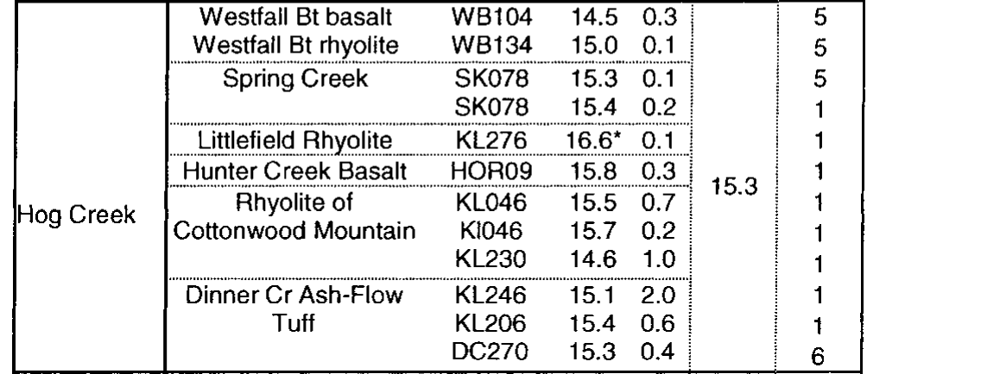 Westfall Bt basalt WB104 14.5 0.3 5
Westfall Bt rhyolite WB134 15.0 0.1 5
Spring Creek SK078 15.3 0.1 5
SK078 15.4 0.2 1
Littlefield Rhyolite KL276 16.6* 0.1 1
Hunter Creek Basalt HOR09 15.8 0.3 1
15.3
Hog Creek
Rhyolite of KL046 15.5 0.7 1
Cottonwood Mountain KI046 15.7 0.2 1
KL230 14.6 1.0 1
Dinner Cr Ash-Flow KL246 15.1 2.0 1
Tuff KL206 15.4 0.6 1
DC270 15.3 0.4 6